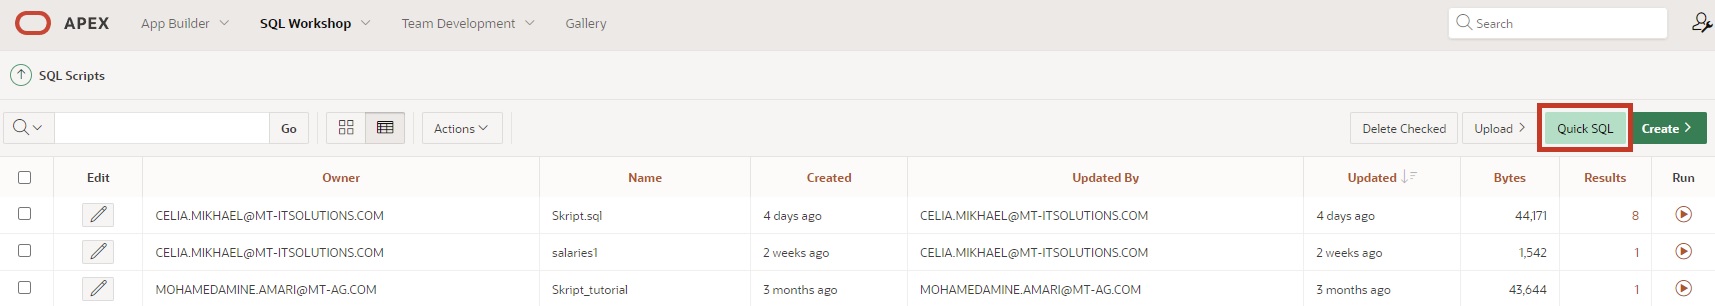 APEX App Builder SQL Workshop Team Development Gallery Search
SQL Scripts
Go Actions Delete Checked Upload Quick SQL Create
Edit Owner Name Created Updated By Updated Bytes Results Run
CELIA.MIKHAEL@MT-ITSOLUTIONS.COM Skript.sql 4 days ago CELIA.MIKHAEL@MT-ITSOLUTIONS.COM 4 days ago 44,171 8
CELIA.MIKHAEL@MT-ITSOLUTIONS.COM salaries1 2 weeks ago CELIA.MIKHAEL@MT-ITSOLUTIONS.COM 2 weeks ago 1,542 1
MOHAMEDAMINE.AMARI@MT-AG.COM Skript_tutorial 3 months ago MOHAMEDAMINE.AMARI@MT-AG.COM 3 months ago 43,644 1